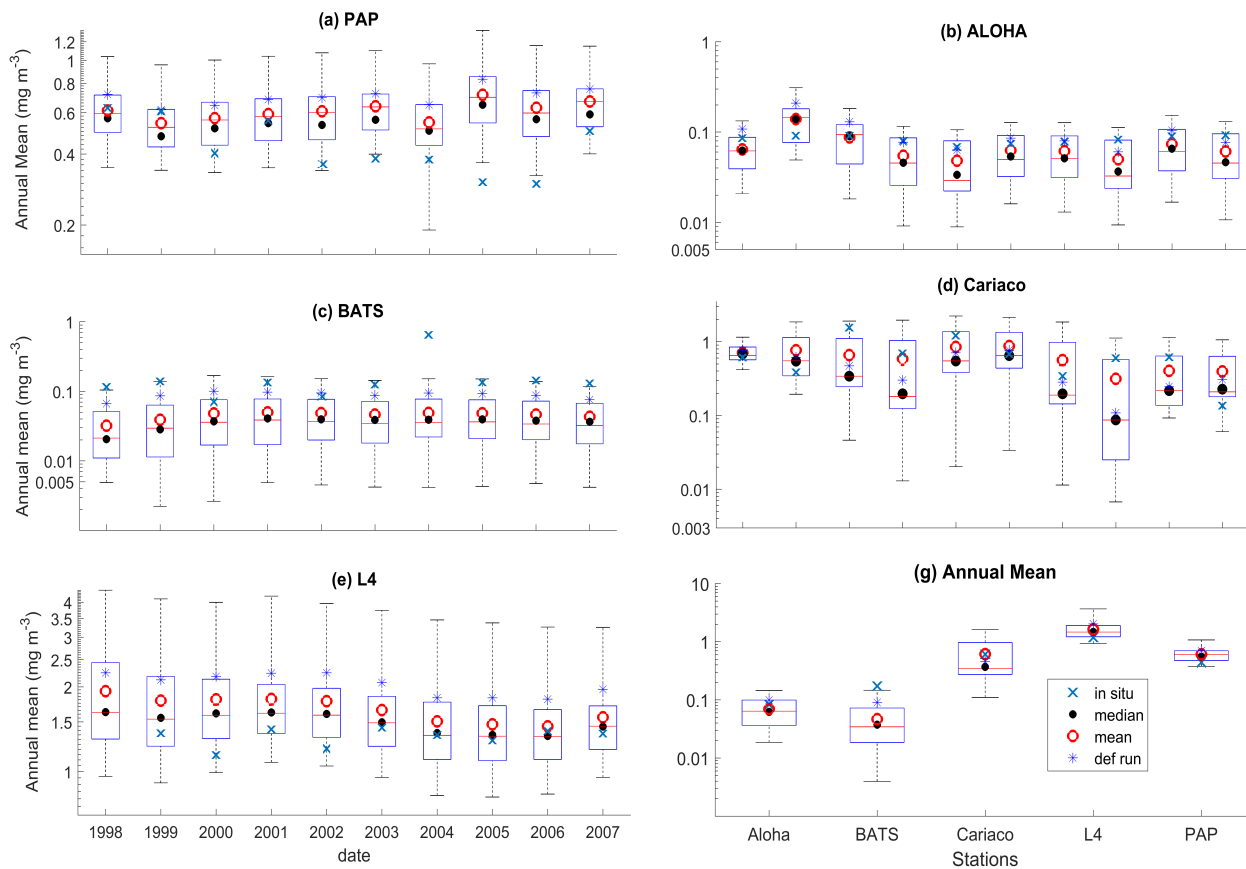 (a) PAP
Annual Mean (mg m-3)
1.2
1
0.8
0.6
0.4
0.2
(b) ALOHA
1
0.1
0.01
0.005
(c) BATS
Annual mean (mg m-3)
1
0.1
0.01
0.005
(d) Cariaco
1
0.1
0.01
0.003
(e) L4
Annual mean (mg m-3)
4
3.5
3
2.5
2
1.5
1
1998 1999 2000 2001 2002 2003 2004 2005 2006 2007
date
(g) Annual Mean
10
1
0.1
0.01
in situ
median
mean
def run
Aloha BATS Cariaco L4 PAP
Stations